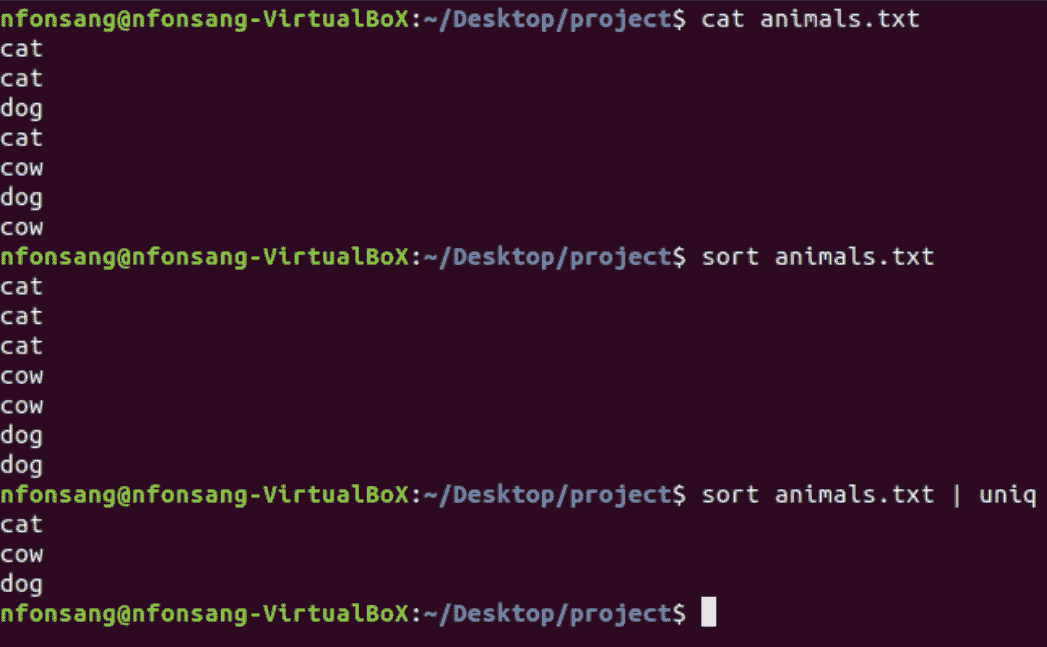 nfonsang@nfonsang-VirtualBoX:~/Desktop/project$ cat animals.txt
cat
cat
dog
cat
cow
dog
cow
nfonsang@nfonsang-VirtualBoX:~/Desktop/project$ sort animals.txt
cat
cat
cat
cow
cow
dog
dog
nfonsang@nfonsang-VirtualBoX:~/Desktop/project$ sort animals.txt | uniq
cat
cow
dog
nfonsang@nfonsang-VirtualBoX:~/Desktop/project$